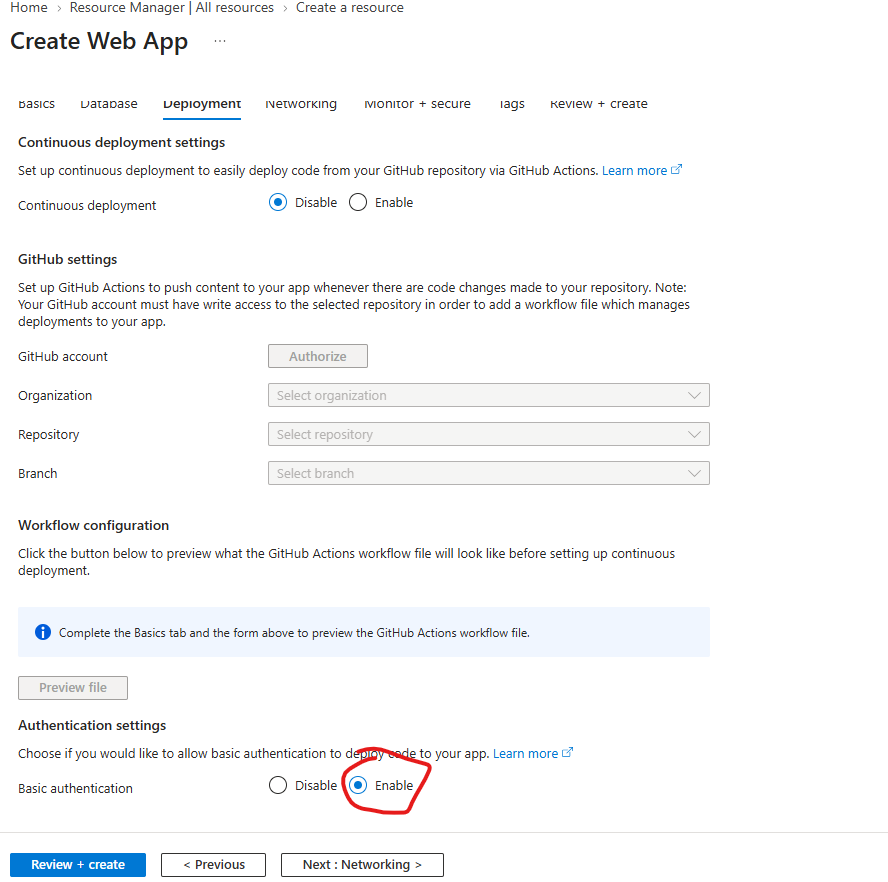 Home > Resource Manager | All resources > Create a resource
Create Web App ...
Basics Database Deployment Networking Monitor + secure Tags Review + create
Continuous deployment settings
Set up continuous deployment to easily deploy code from your GitHub repository via GitHub Actions. Learn more
Continuous deployment Disable Enable
GitHub settings
Set up GitHub Actions to push content to your app whenever there are code changes made to your repository. Note:
Your GitHub account must have write access to the selected repository in order to add a workflow file which manages
deployments to your app.
GitHub account Authorize
Organization Select organization
Repository Select repository
Branch Select branch
Workflow configuration
Click the button below to preview what the GitHub Actions workflow file will look like before setting up continuous
deployment.
Complete the Basics tab and the form above to preview the GitHub Actions workflow file.
Preview file
Authentication settings
Choose if you would like to allow basic authentication to deploy code to your app. Learn more
Basic authentication Disable Enable
Review + create < Previous Next : Networking >